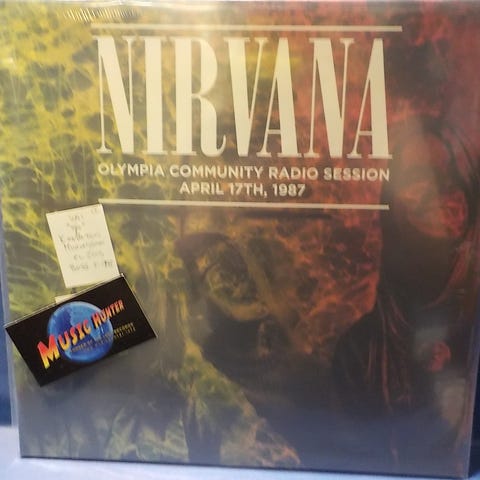 NIRVANA
OLYMPIA COMMUNITY RADIO SESSION
APRIL 17TH, 1987
MUSIC HUNTER